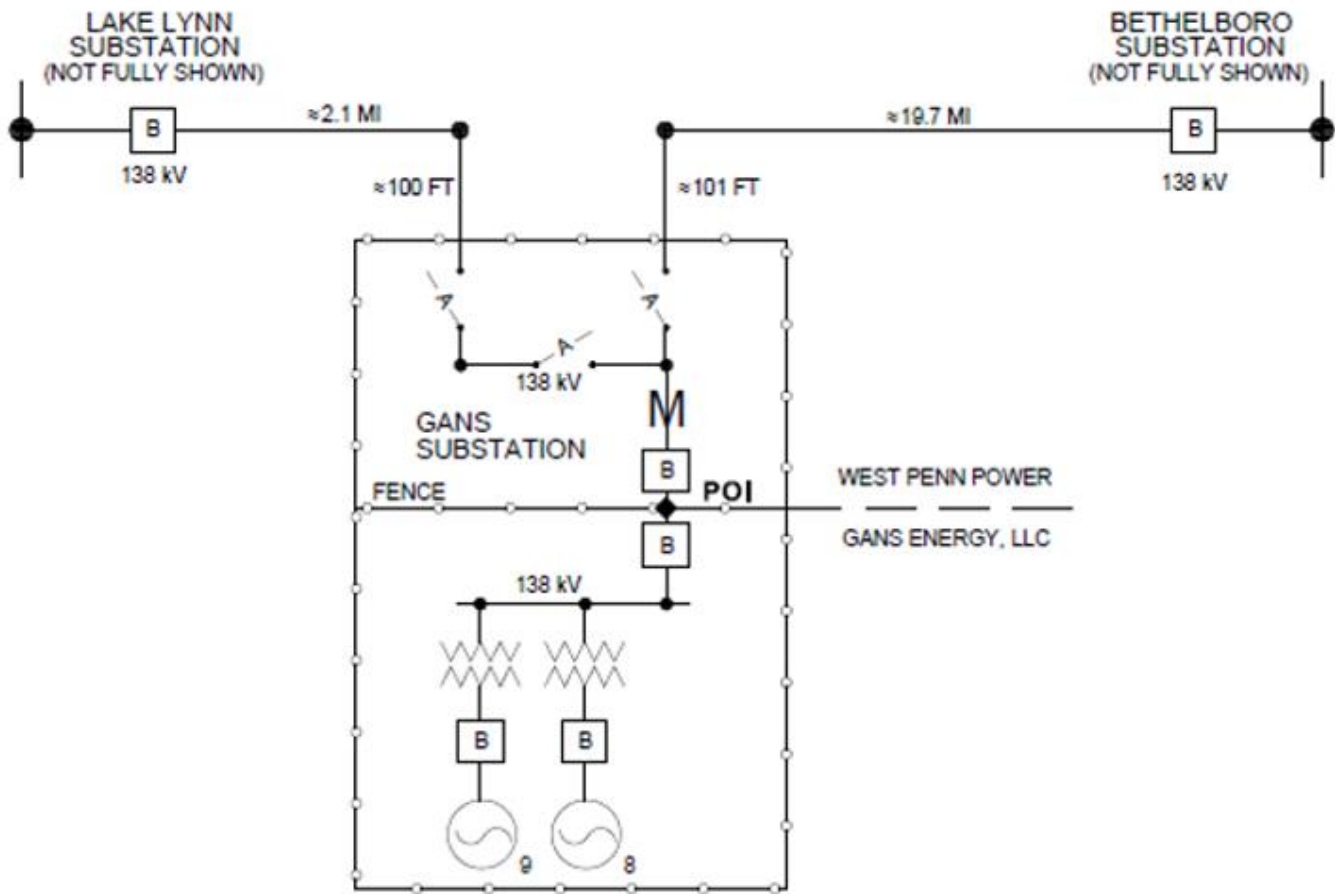 LAKE LYNN
SUBSTATION
(NOT FULLY SHOWN)
BETHELBORO
SUBSTATION
(NOT FULLY SHOWN)
B
≈2.1 MI
≈19.7 MI
B
138 kV
138 kV
≈100 FT
≈101 FT
A
A
A
138 kV
M
GANS
SUBSTATION
B
FENCE
POI
WEST PENN POWER
B
GANS ENERGY, LLC
138 kV
B
B
9
8